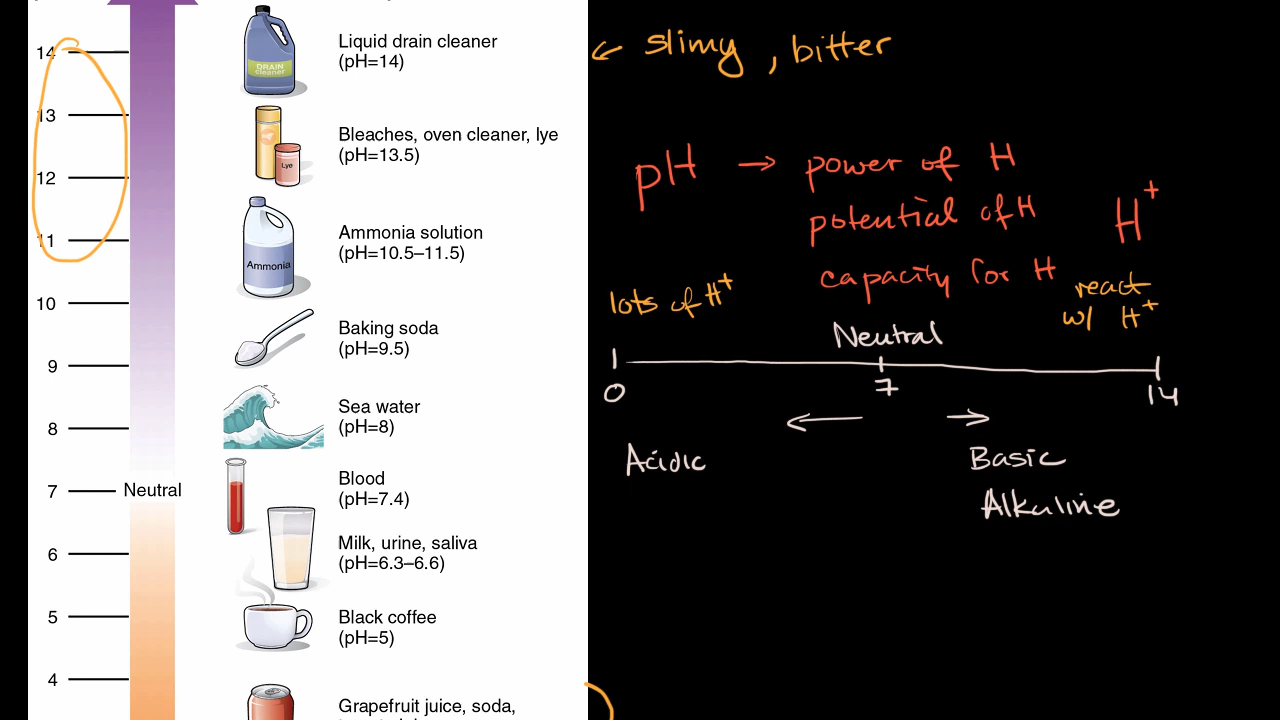 14
Liquid drain cleaner
(pH=14)
DRAIN
cleaner
13
Bleaches, oven cleaner, lye
(pH=13.5)
Lye
12
11
Ammonia solution
(pH=10.5–11.5)
Ammonia
10
Baking soda
(pH=9.5)
9
Sea water
(pH=8)
8
Blood
(pH=7.4)
7
Neutral
Milk, urine, saliva
(pH=6.3–6.6)
6
Black coffee
(pH=5)
5
4
Grapefruit juice, soda,
← slimy, bitter
pH → power of H
potential of H
capacity for H
H+
lots of H+
react
w/ H+
Neutral
0
7
14
Acidic
Basic
Alkaline